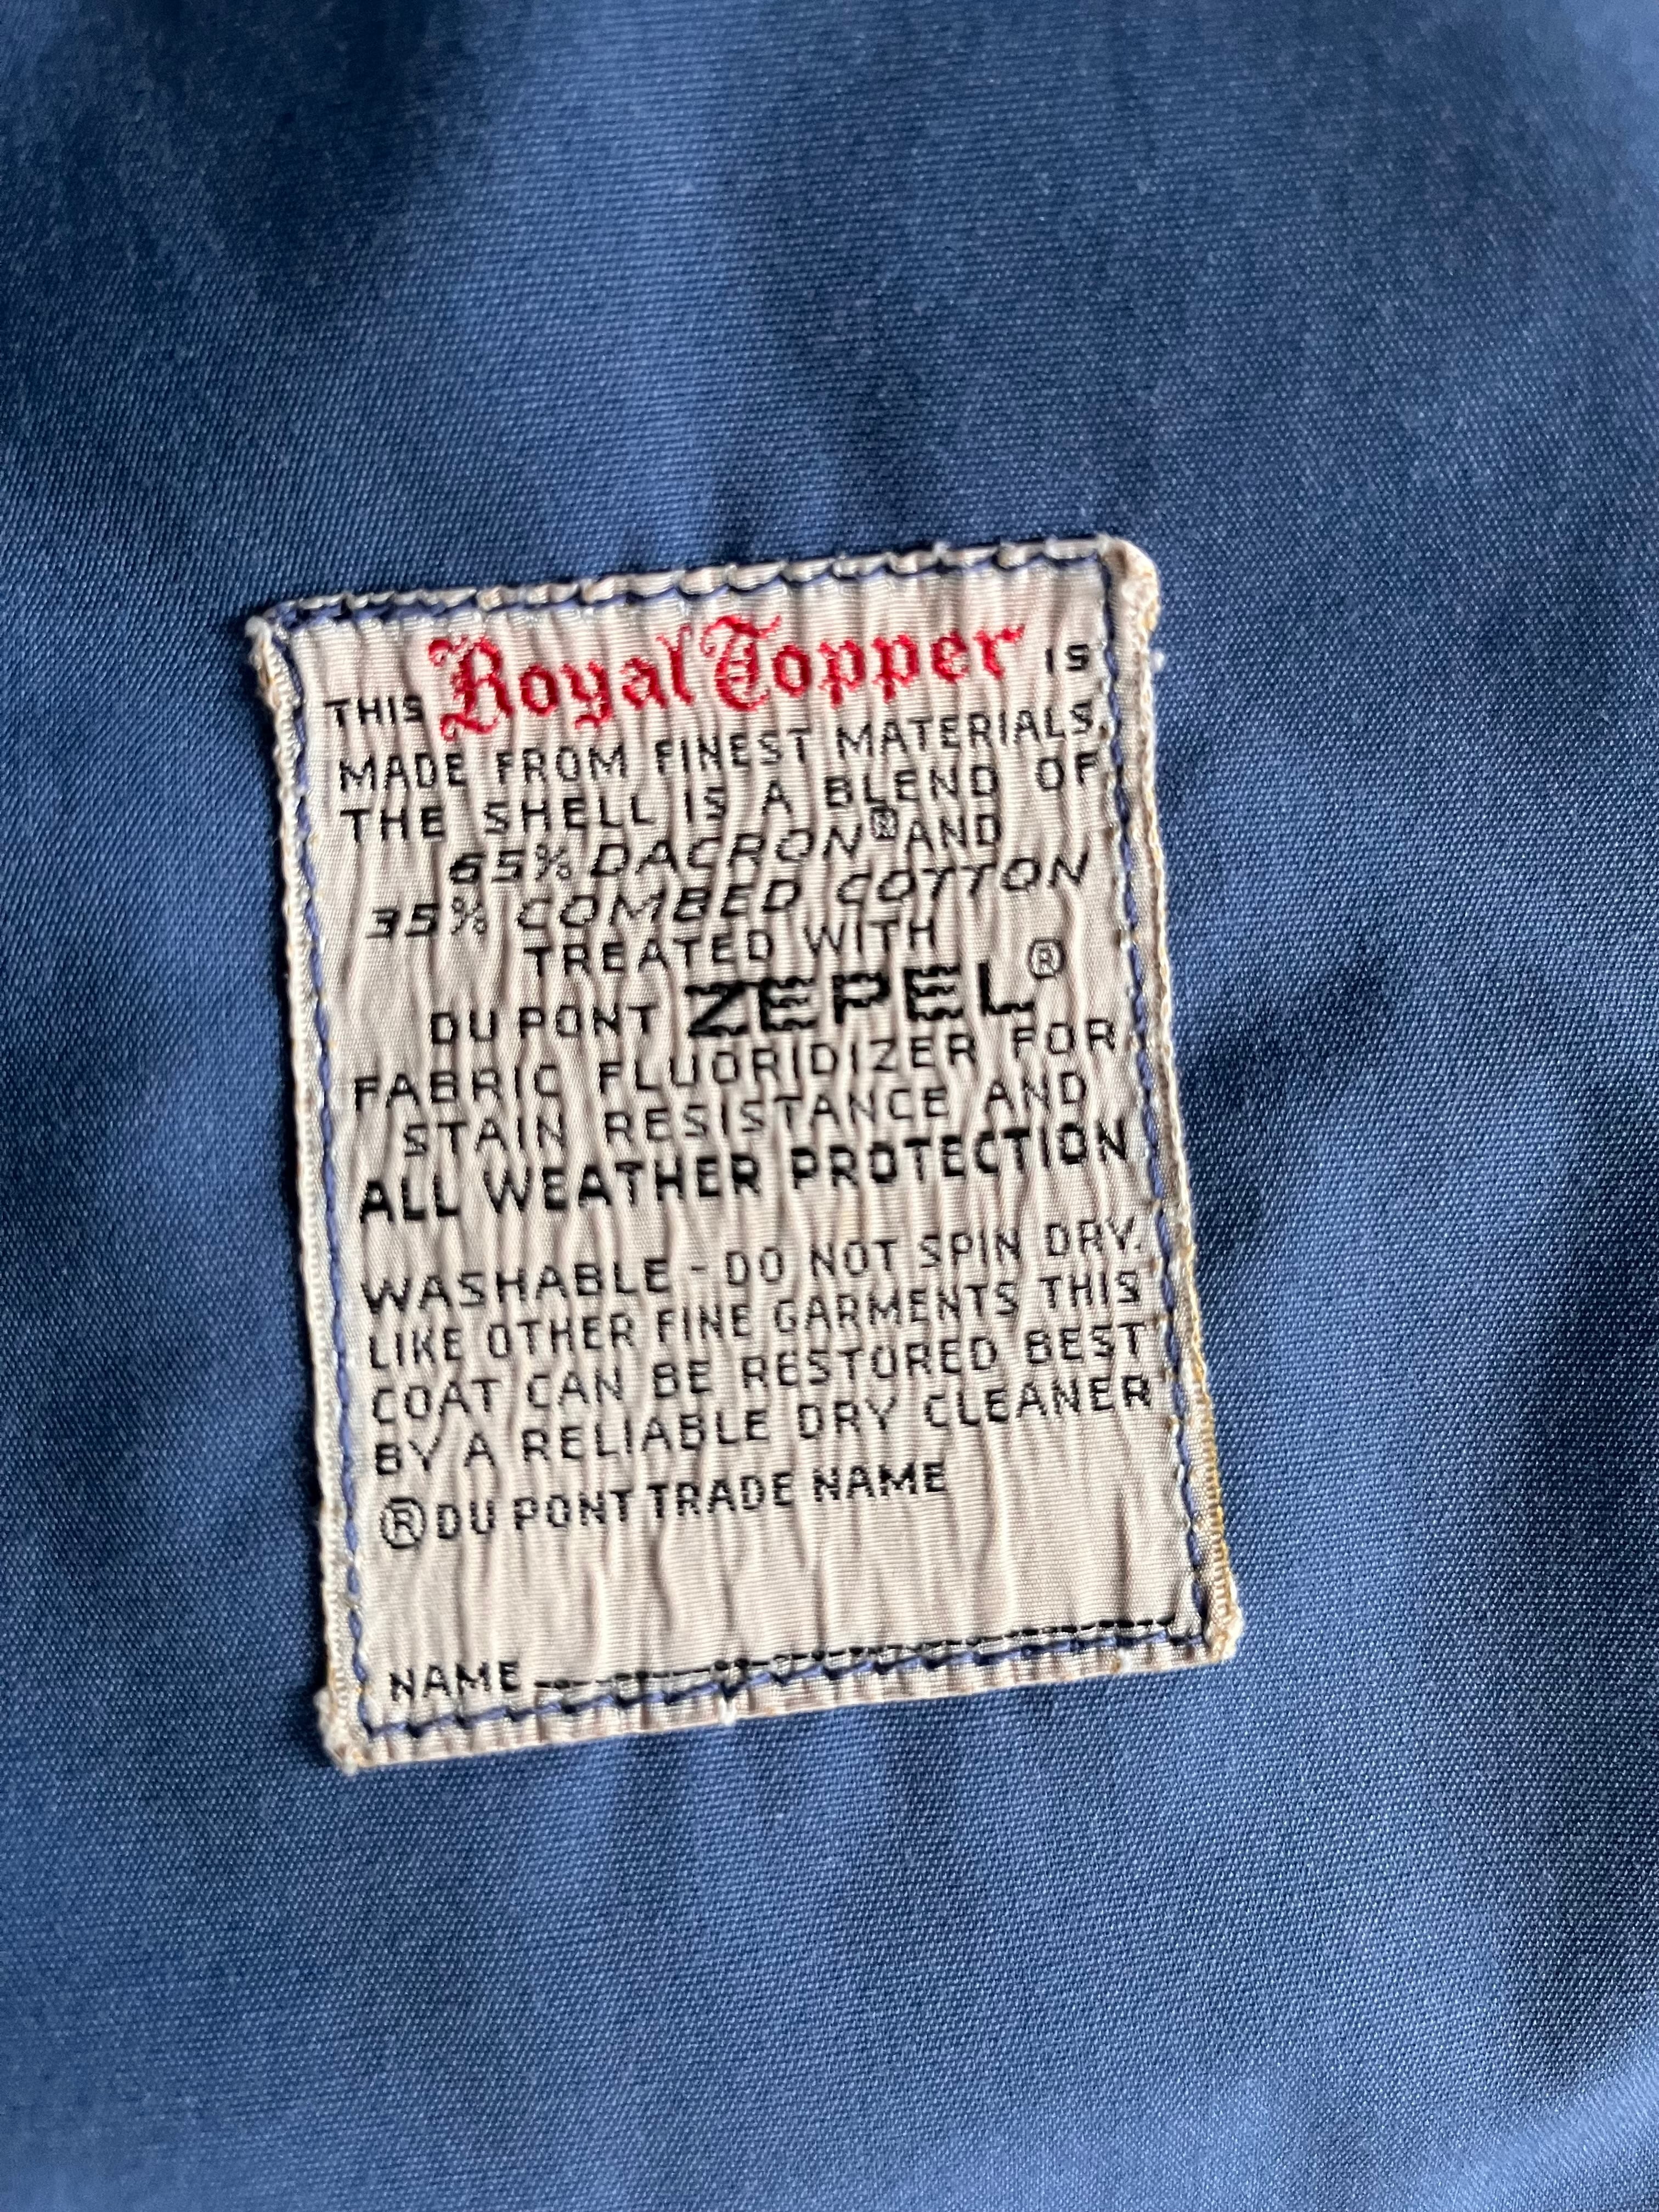 THIS Royal Topper IS
MADE FROM FINEST MATERIALS.
THE SHELL IS A BLEND OF
65% DACRON® AND
35% COMBED COTTON
TREATED WITH
DU PONT ZEPEL®
FABRIC FLUORIDIZER FOR
STAIN RESISTANCE AND
ALL WEATHER PROTECTION
WASHABLE - DO NOT SPIN DRY.
LIKE OTHER FINE GARMENTS THIS
COAT CAN BE RESTORED BEST
BY A RELIABLE DRY CLEANER
® DU PONT TRADE NAME
NAME